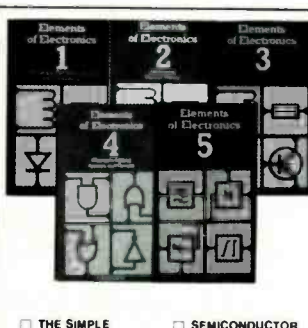 Elements
of Electronics
1
Elements
of Electronics
2
Elements
of Electronics
3
Elements
of Electronics
4
Elements
of Electronics
5
THE SIMPLE
SEMICONDUCTOR